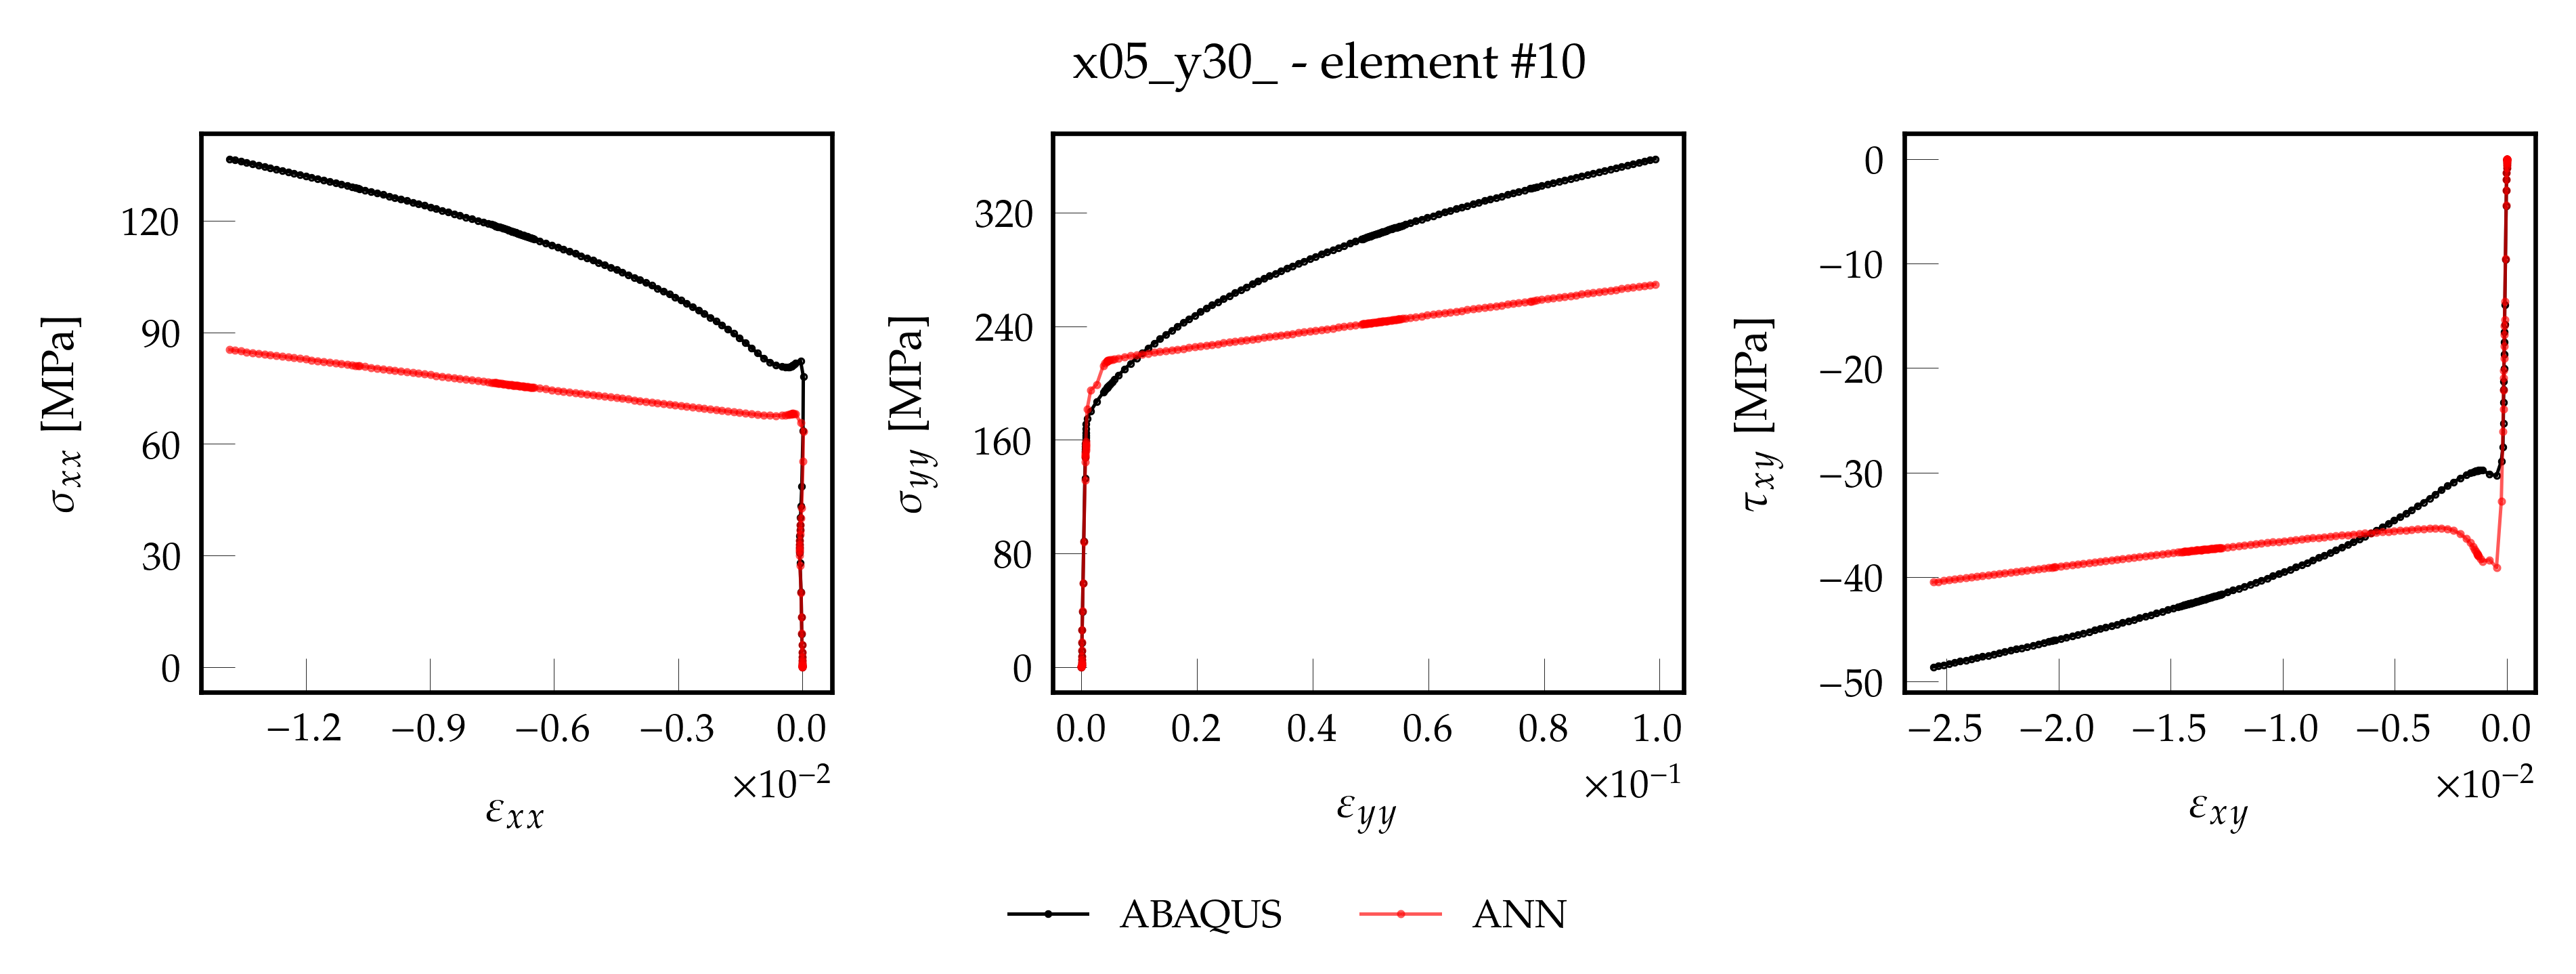 x05_y30_ - element #10
σxx [MPa]
120
90
60
30
0
−1.2 −0.9 −0.6 −0.3 0.0
×10−2
εxx
σyy [MPa]
320
240
160
80
0
0.0 0.2 0.4 0.6 0.8 1.0
×10−1
εyy
τxy [MPa]
0
−10
−20
−30
−40
−50
−2.5 −2.0 −1.5 −1.0 −0.5 0.0
×10−2
εxy
ABAQUS ANN